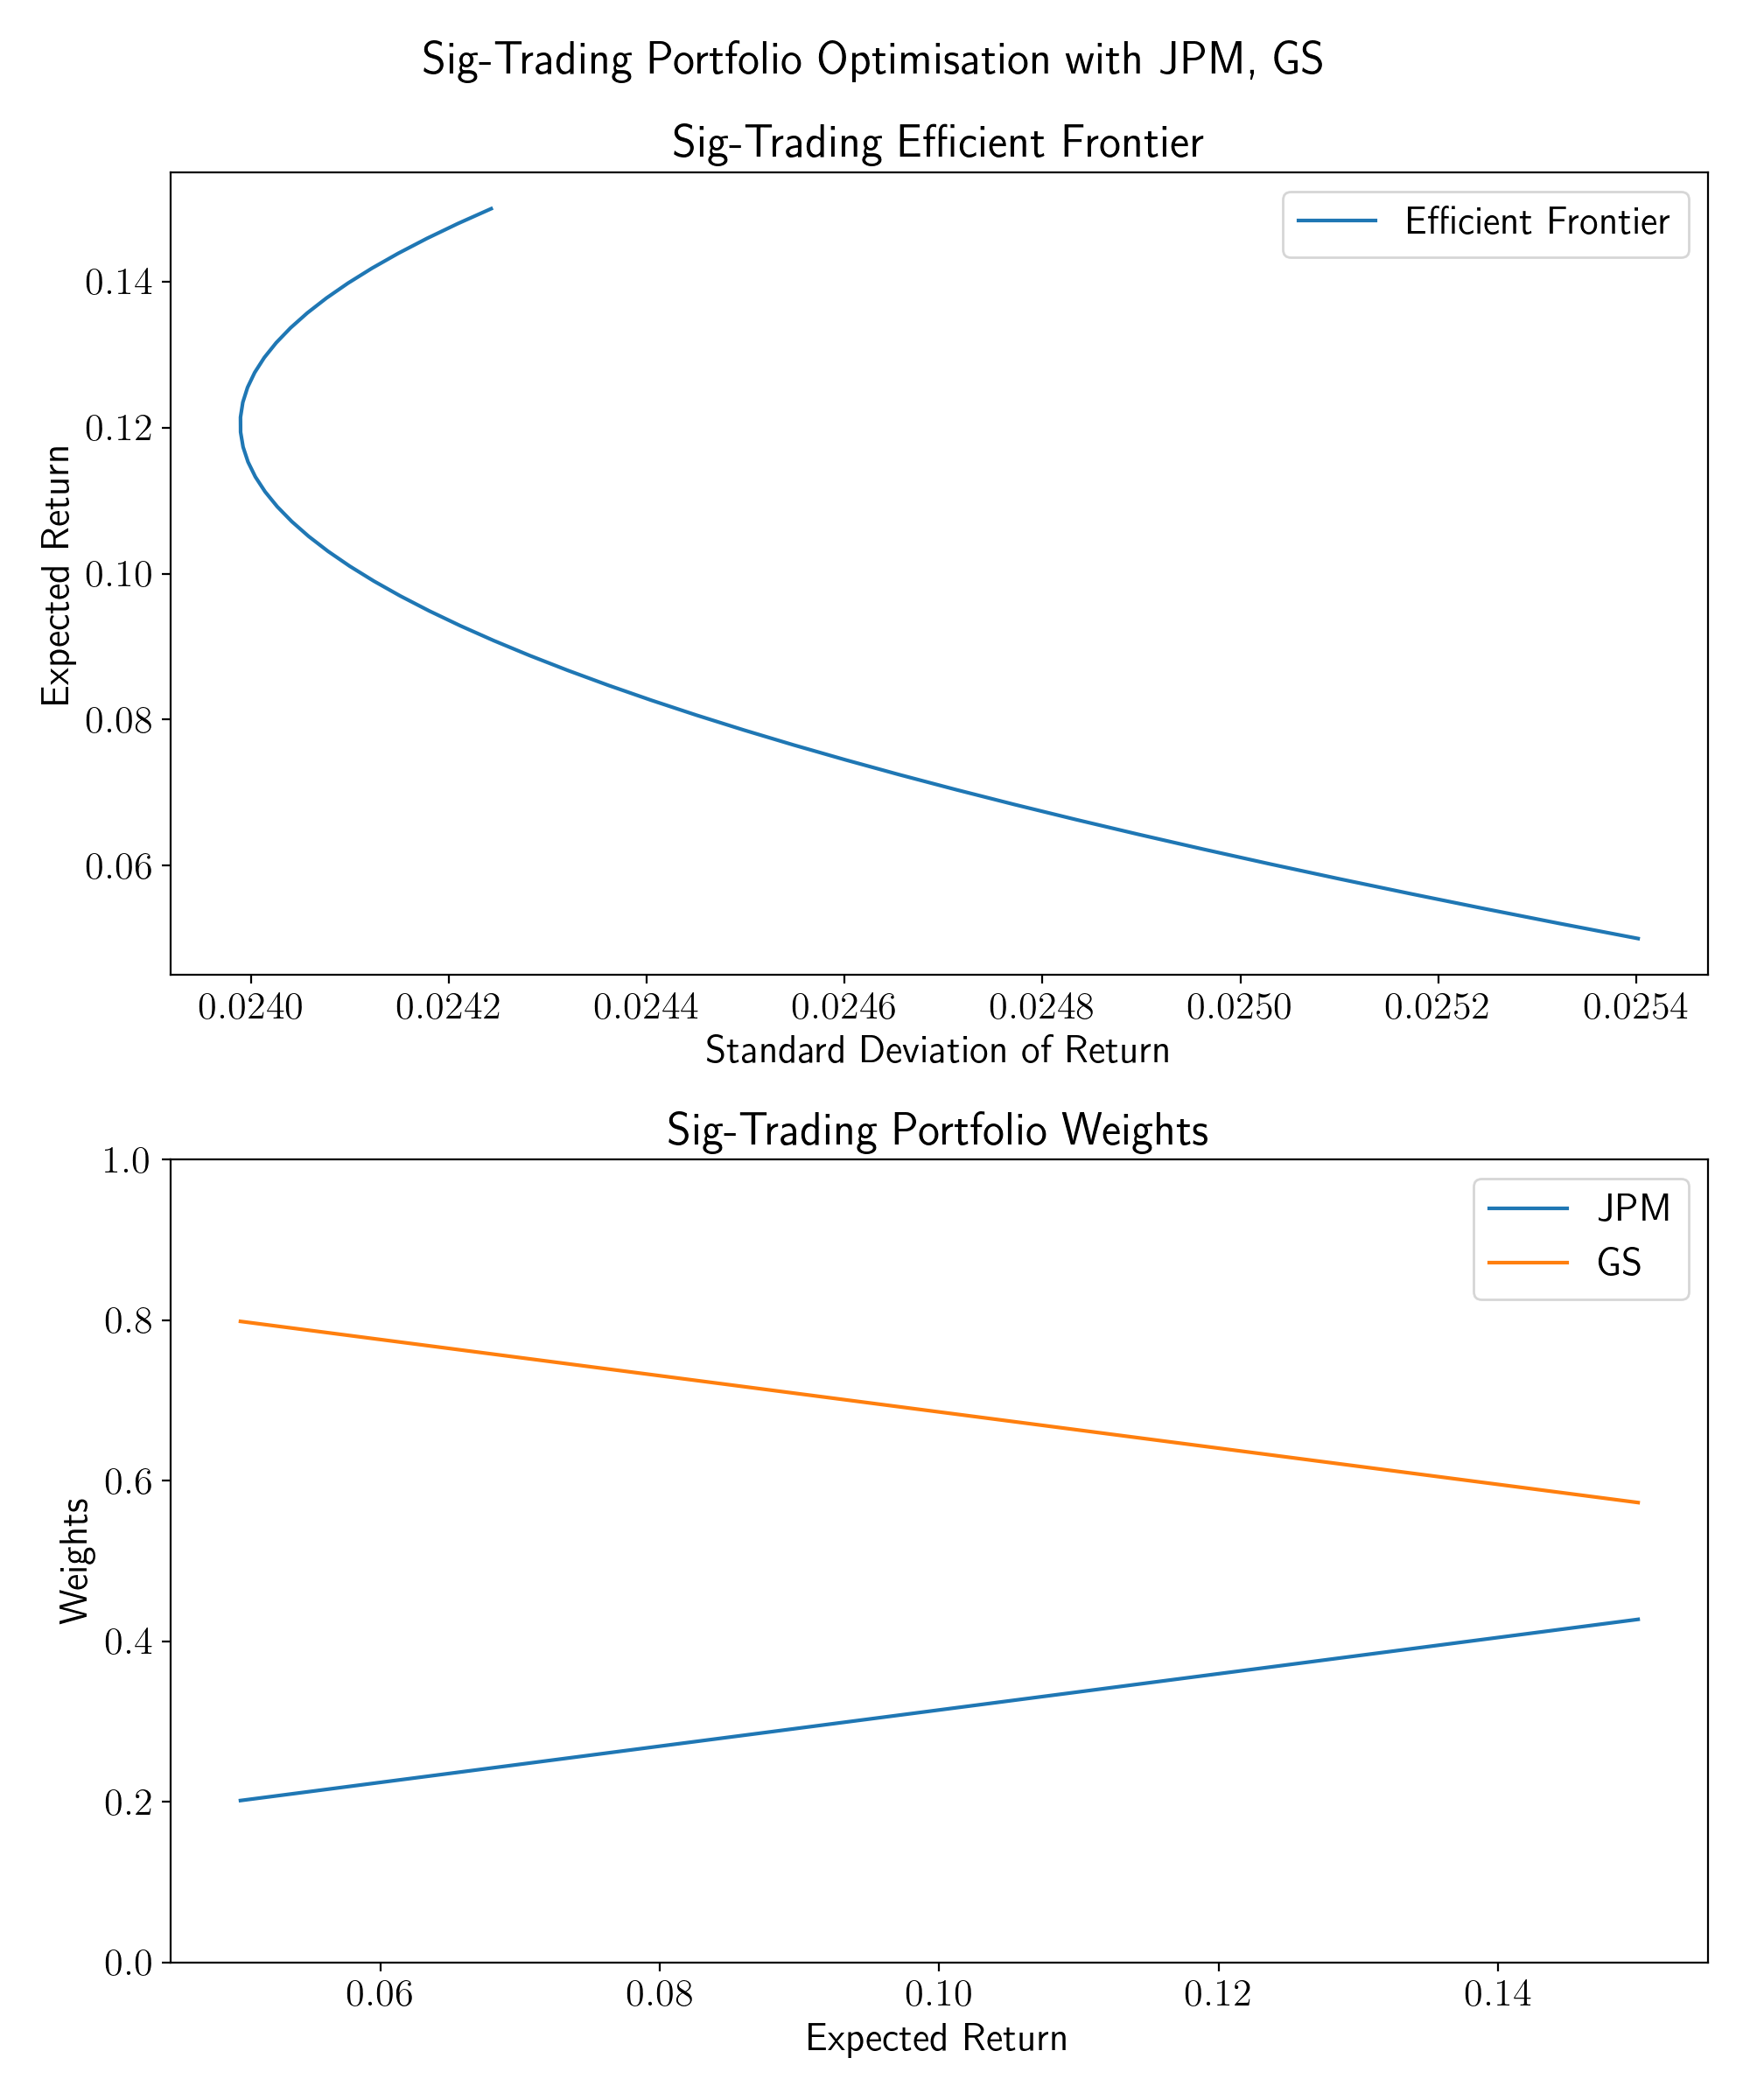 Sig-Trading Portfolio Optimisation with JPM, GS
Sig-Trading Efficient Frontier
Efficient Frontier
0.14
0.12
0.10
0.08
0.06
Expected Return
0.0240 0.0242 0.0244 0.0246 0.0248 0.0250 0.0252 0.0254
Standard Deviation of Return
Sig-Trading Portfolio Weights
JPM
GS
1.0
0.8
0.6
0.4
0.2
0.0
Weights
0.06 0.08 0.10 0.12 0.14
Expected Return